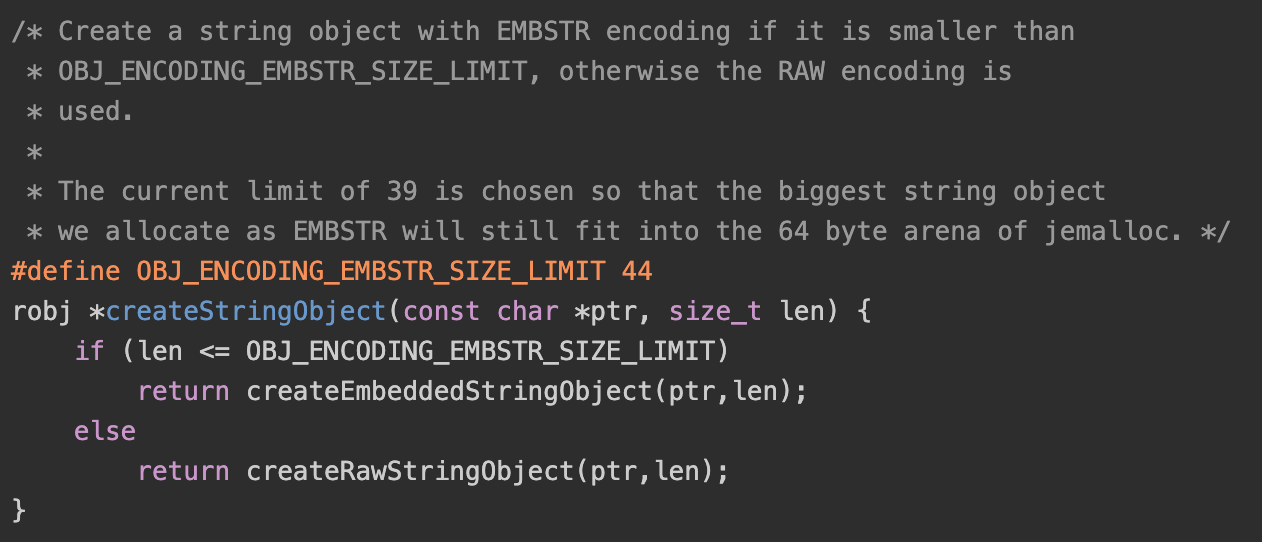 /* Create a string object with EMBSTR encoding if it is smaller than
 * OBJ_ENCODING_EMBSTR_SIZE_LIMIT, otherwise the RAW encoding is
 * used.
 *
 * The current limit of 39 is chosen so that the biggest string object
 * we allocate as EMBSTR will still fit into the 64 byte arena of jemalloc. */
#define OBJ_ENCODING_EMBSTR_SIZE_LIMIT 44
robj *createStringObject(const char *ptr, size_t len) {
    if (len <= OBJ_ENCODING_EMBSTR_SIZE_LIMIT)
        return createEmbeddedStringObject(ptr,len);
    else
        return createRawStringObject(ptr,len);
}